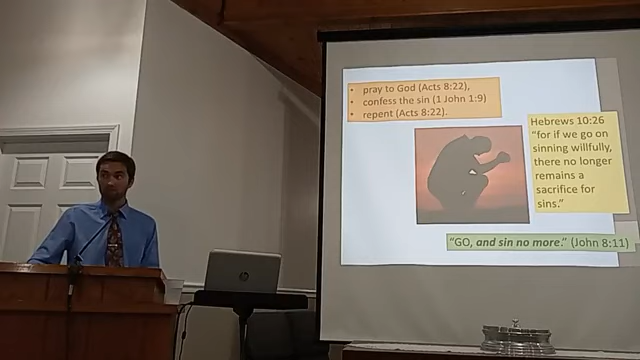 • pray to God (Acts 8:22),
• confess the sin (1 John 1:9)
• repent (Acts 8:22).
Hebrews 10:26
“for if we go on
sinning willfully,
there no longer
remains a
sacrifice for
sins.”
“GO, and sin no more.” (John 8:11)
hp